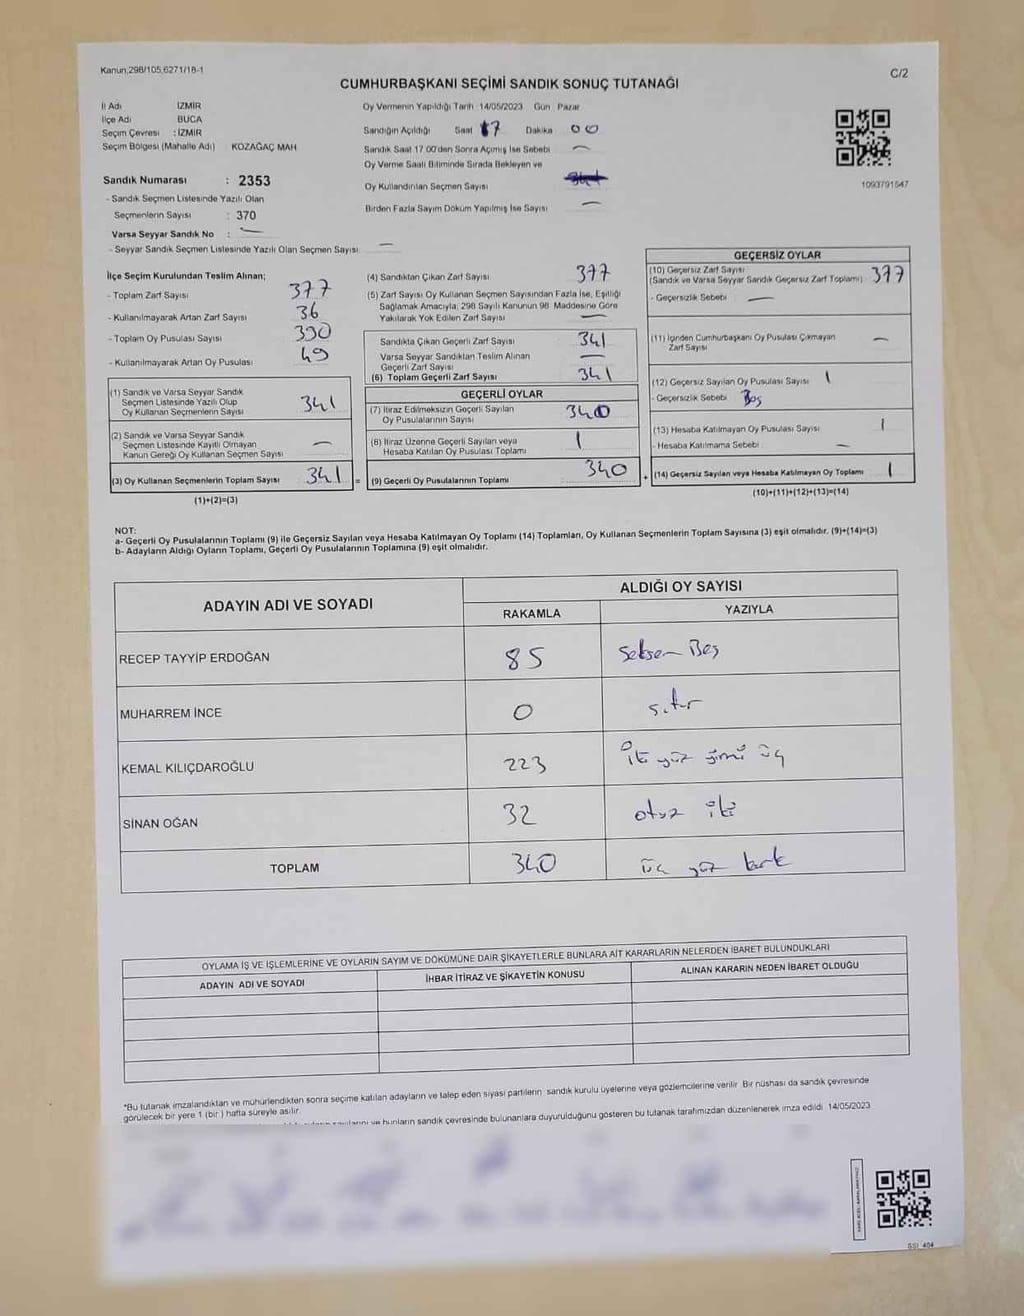 Kanun,298/105,6271/18-1
C/2
CUMHURBAŞKANI SEÇİMİ SANDIK SONUÇ TUTANAĞI
İl Adı İZMİR
İlçe Adı BUCA
Seçim Çevresi : İZMİR
Seçim Bölgesi (Mahalle Adı) KOZAĞAÇ MAH
Sandık Numarası : 2353
- Sandık Seçmen Listesinde Yazılı Olan
Seçmenlerin Sayısı : 370
Varsa Seyyar Sandık No : —
- Seyyar Sandık Seçmen Listesinde Yazılı Olan Seçmen Sayısı —
Oy Vermenin Yapıldığı Tarih 14/05/2023 Gün Pazar
Sandığın Açıldığı Saat 17 Dakika 00
Sandık Saat 17.00'den Sonra Açımış İse Sebebi —
Oy Verme Saati Bitiminde Sırada Bekleyen ve
Oy Kullandırılan Seçmen Sayısı
Birden Fazla Sayım Döküm Yapılmış İse Sayısı —
1093791547
İlçe Seçim Kurulundan Teslim Alınan;
- Toplam Zarf Sayısı 377
- Kullanılmayarak Artan Zarf Sayısı 36
- Toplam Oy Pusulası Sayısı 390
- Kullanılmayarak Artan Oy Pusulası 49
(1) Sandık ve Varsa Seyyar Sandık
Seçmen Listesinde Yazılı Olup
Oy Kullanan Seçmenlerin Sayısı 341
(2) Sandık ve Varsa Seyyar Sandık
Seçmen Listesinde Kayıtlı Olmayan
Kanun Gereği Oy Kullanan Seçmen Sayısı —
(3) Oy Kullanan Seçmenlerin Toplam Sayısı 341 =
(1)+(2)=(3)
(4) Sandıktan Çıkan Zarf Sayısı 377
(5) Zarf Sayısı Oy Kullanan Seçmen Sayısından Fazla İse, Eşitliği
Sağlamak Amacıyla; 298 Sayılı Kanunun 98. Maddesine Göre
Yakılarak Yok Edilen Zarf Sayısı —
Sandıkta Çıkan Geçerli Zarf Sayısı 341
Varsa Seyyar Sandıktan Teslim Alınan
Geçerli Zarf Sayısı —
(6) Toplam Geçerli Zarf Sayısı 341
GEÇERLİ OYLAR
(7) İtiraz Edilmeksizin Geçerli Sayılan
Oy Pusulalarının Sayısı 340
(8) İtiraz Üzerine Geçerli Sayılan veya
Hesaba Katılan Oy Pusulası Toplamı 1
(9) Geçerli Oy Pusulalarının Toplamı 340 +
GEÇERSİZ OYLAR
(10) Geçersiz Zarf Sayısı
(Sandık ve Varsa Seyyar Sandık Geçersiz Zarf Toplamı) 377
- Geçersizlik Sebebi —
(11) İçinden Cumhurbaşkanı Oy Pusulası Çıkmayan
Zarf Sayısı —
(12) Geçersiz Sayılan Oy Pusulası Sayısı 1
- Geçersizlik Sebebi Boş
(13) Hesaba Katılmayan Oy Pusulası Sayısı 1
- Hesaba Katılmama Sebebi —
(14) Geçersiz Sayılan veya Hesaba Katılmayan Oy Toplamı 1
(10)+(11)+(12)+(13)=(14)
NOT:
a- Geçerli Oy Pusulalarının Toplamı (9) ile Geçersiz Sayılan veya Hesaba Katılmayan Oy Toplamı (14) Toplamları, Oy Kullanan Seçmenlerin Toplam Sayısına (3) eşit olmalıdır. (9)+(14)=(3)
b- Adayların Aldığı Oyların Toplamı, Geçerli Oy Pusulalarının Toplamına (9) eşit olmalıdır.
ADAYIN ADI VE SOYADI ALDIĞI OY SAYISI
RAKAMLA YAZIYLA
RECEP TAYYİP ERDOĞAN 85 Seksen Beş
MUHARREM İNCE 0 sıfır
KEMAL KILIÇDAROĞLU 223 iki yüz yirmi üç
SİNAN OĞAN 32 otuz iki
TOPLAM 340 üç yüz kırk
OYLAMA İŞ VE İŞLEMLERİNE VE OYLARIN SAYIM VE DÖKÜMÜNE DAİR ŞİKAYETLERLE BUNLARA AİT KARARLARIN NELERDEN İBARET BULUNDUKLARI
ADAYIN ADI VE SOYADI İHBAR İTİRAZ VE ŞİKAYETİN KONUSU ALINAN KARARIN NEDEN İBARET OLDUĞU
*Bu tutanak imzalandıktan ve mühürlendikten sonra seçime katılan adayların ve talep eden siyasi partilerin sandık kurulu üyelerine veya gözlemcilerine verilir. Bir nüshası da sandık çevresinde
görülecek bir yere 1 (bir ) hafta süreyle asılır.
ve bunların sandık çevresinde bulunanlara duyurulduğunu gösteren bu tutanak tarafımızdan düzenlenerek imza edildi 14/05/2023